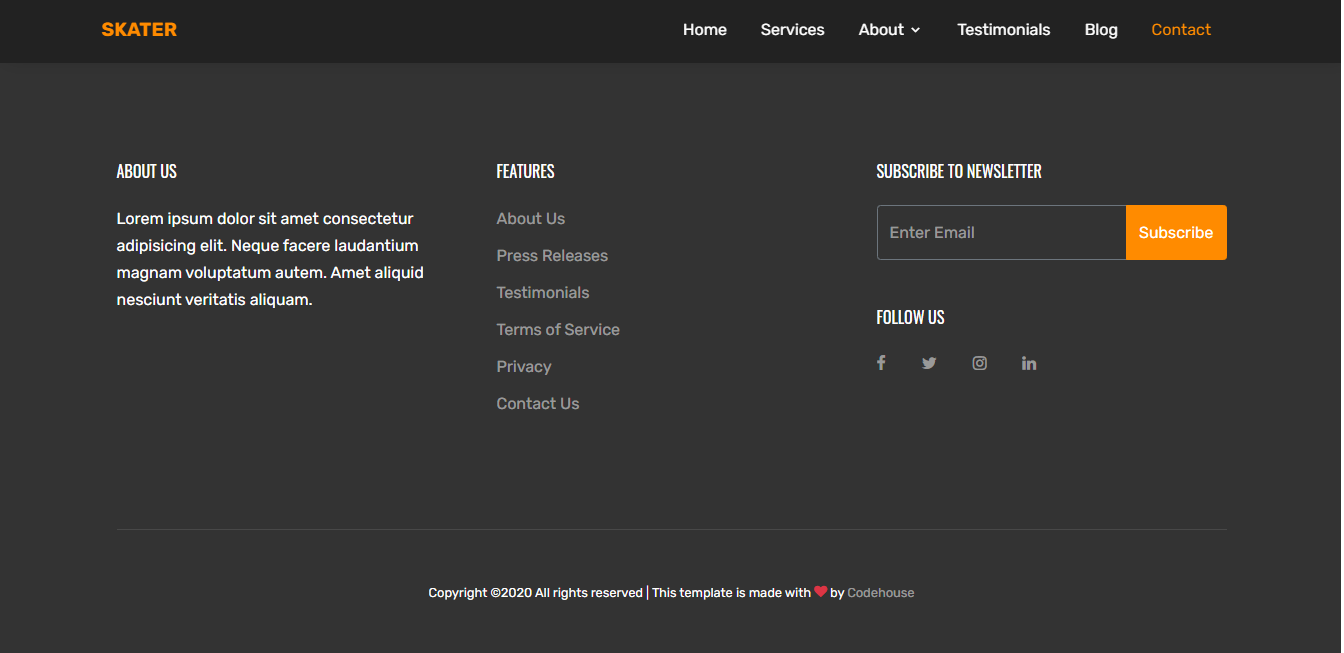 SKATER
Home Services About Testimonials Blog Contact
ABOUT US
Lorem ipsum dolor sit amet consectetur
adipisicing elit. Neque facere laudantium
magnam voluptatum autem. Amet aliquid
nesciunt veritatis aliquam.
FEATURES
About Us
Press Releases
Testimonials
Terms of Service
Privacy
Contact Us
SUBSCRIBE TO NEWSLETTER
Enter Email Subscribe
FOLLOW US
Copyright ©2020 All rights reserved | This template is made with ❤ by Codehouse